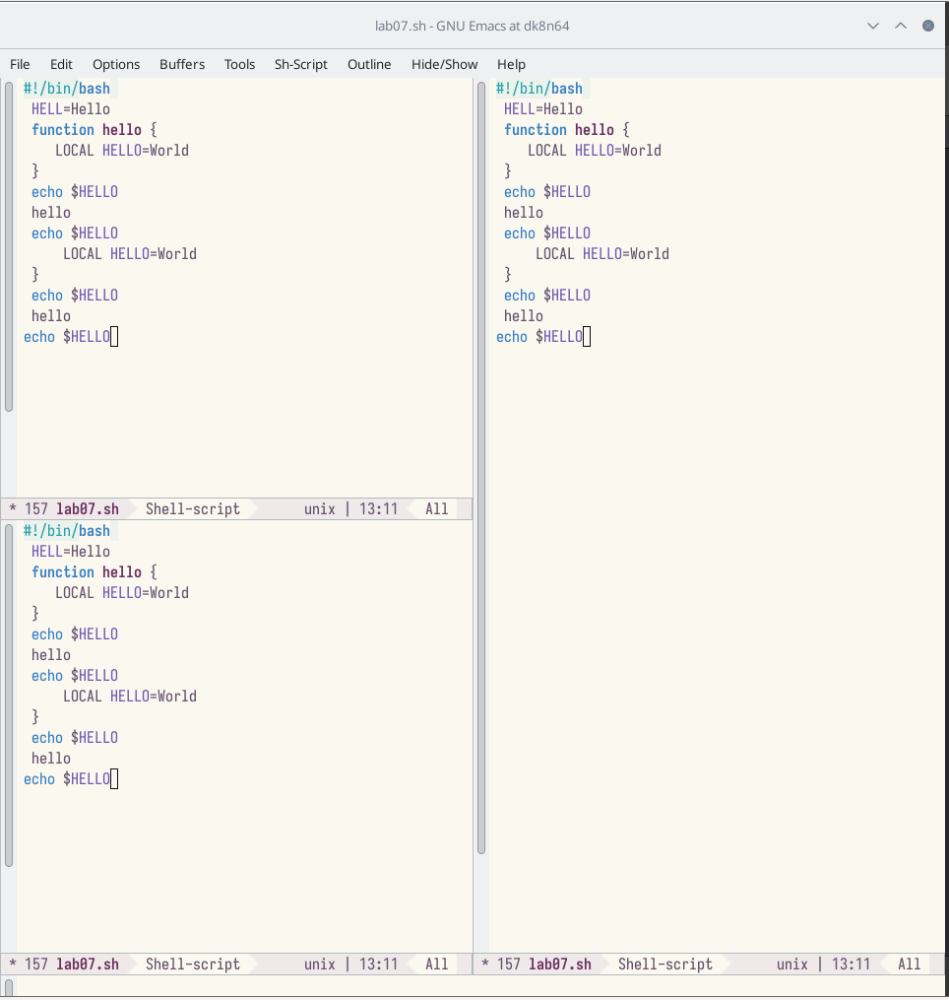 lab07.sh - GNU Emacs at dk8n64
File Edit Options Buffers Tools Sh-Script Outline Hide/Show Help
#!/bin/bash
HELL=Hello
function hello {
LOCAL HELLO=World
}
echo $HELLO
hello
echo $HELLO
LOCAL HELLO=World
}
echo $HELLO
hello
echo $HELLO
* 157 lab07.sh Shell-script unix | 13:11 All
#!/bin/bash
HELL=Hello
function hello {
LOCAL HELLO=World
}
echo $HELLO
hello
echo $HELLO
LOCAL HELLO=World
}
echo $HELLO
hello
echo $HELLO
* 157 lab07.sh Shell-script unix | 13:11 All
#!/bin/bash
HELL=Hello
function hello {
LOCAL HELLO=World
}
echo $HELLO
hello
echo $HELLO
LOCAL HELLO=World
}
echo $HELLO
hello
echo $HELLO
* 157 lab07.sh Shell-script unix | 13:11 All